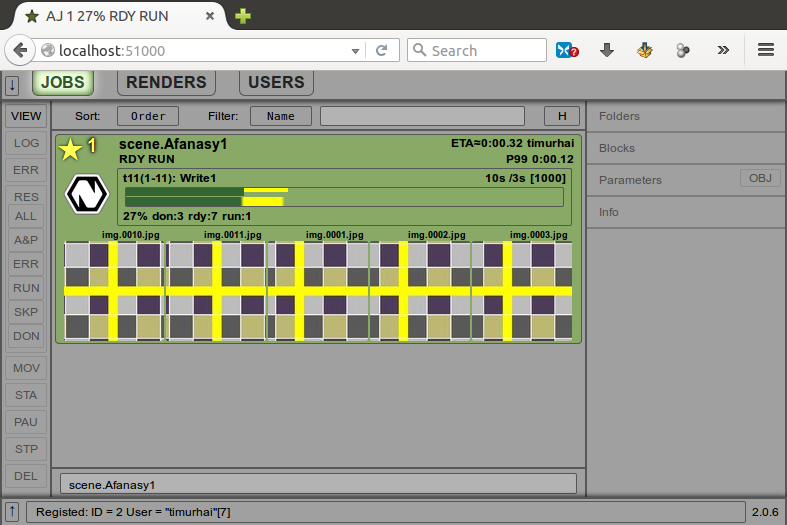 AJ 1 27% RDY RUN
localhost:51000
Search
?
JOBS RENDERS USERS
VIEW
LOG
ERR
RES
ALL
A&P
ERR
RUN
SKP
DON
MOV
STA
PAU
STP
DEL
Sort: Order Filter: Name H
1 scene.Afanasy1 ETA≈0:00.32 timurhai
RDY RUN P99 0:00.12
t11(1-11): Write1 10s /3s [1000]
27% don:3 rdy:7 run:1
img.0010.jpg img.0011.jpg img.0001.jpg img.0002.jpg img.0003.jpg
scene.Afanasy1
Folders
Blocks
Parameters OBJ
Info
Registed: ID = 2 User = "timurhai"[7] 2.0.6